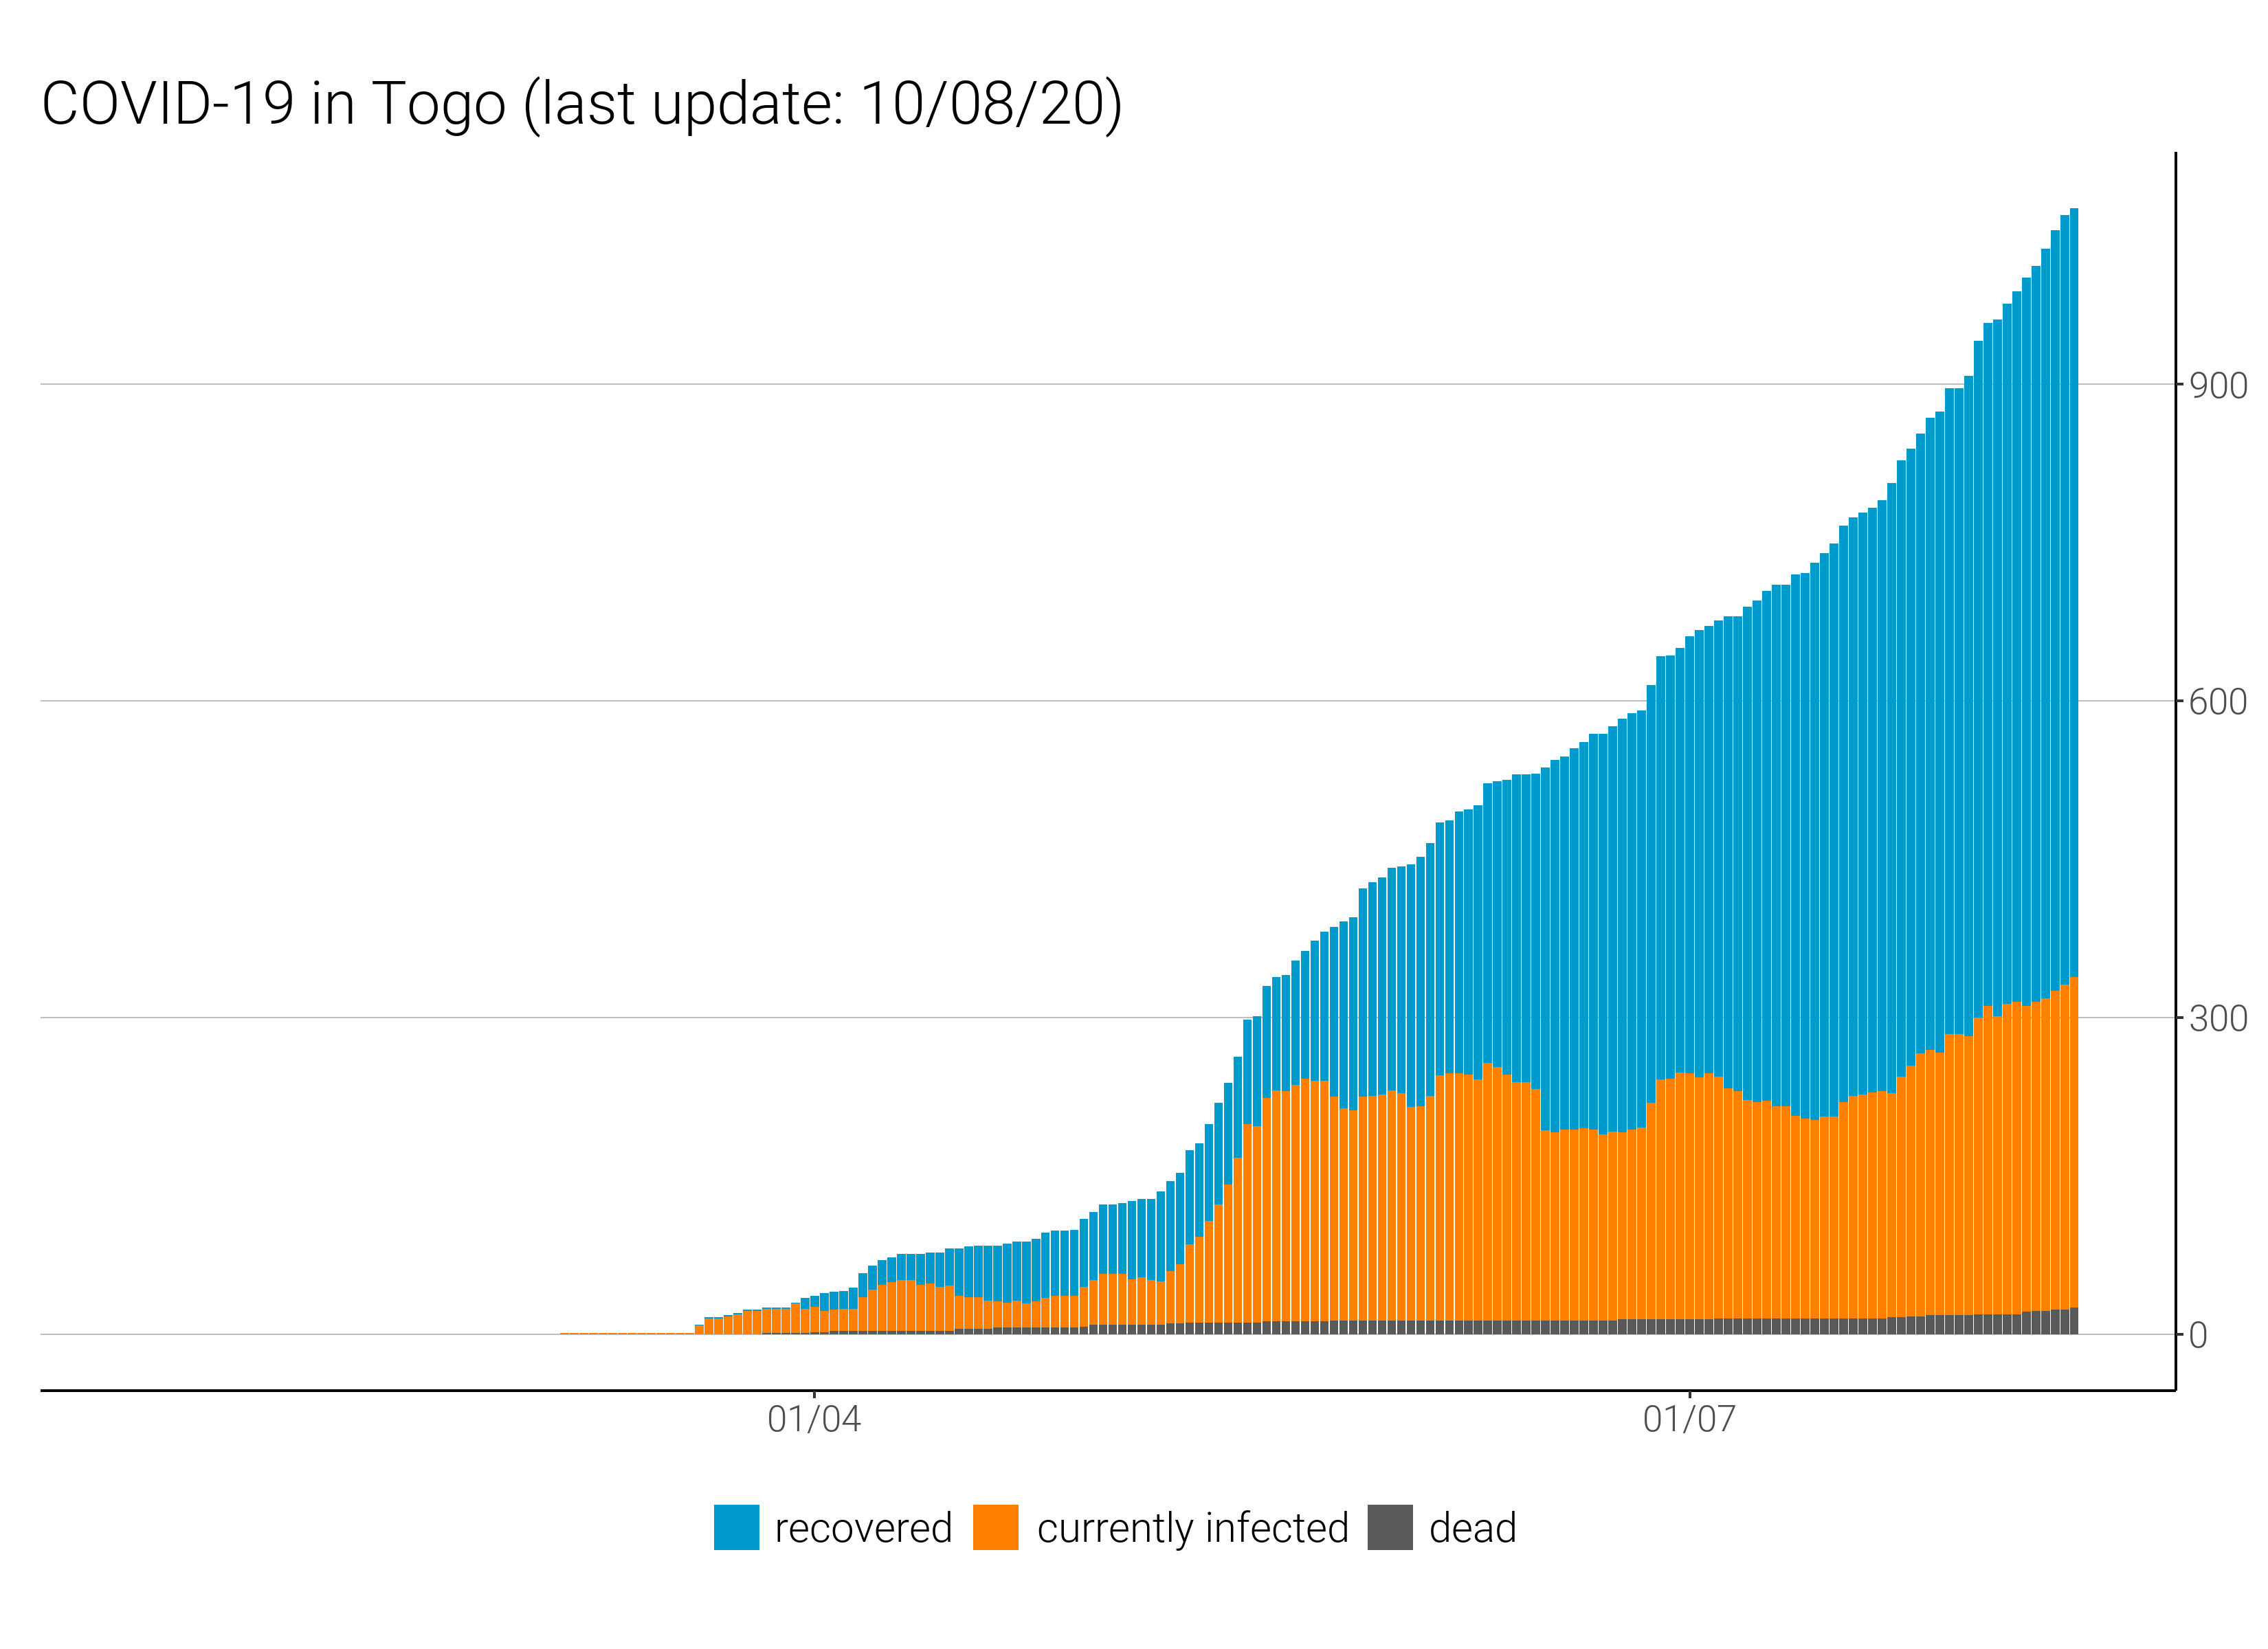 COVID-19 in Togo (last update: 10/08/20)
900
600
300
0
01/04 01/07
recovered currently infected dead